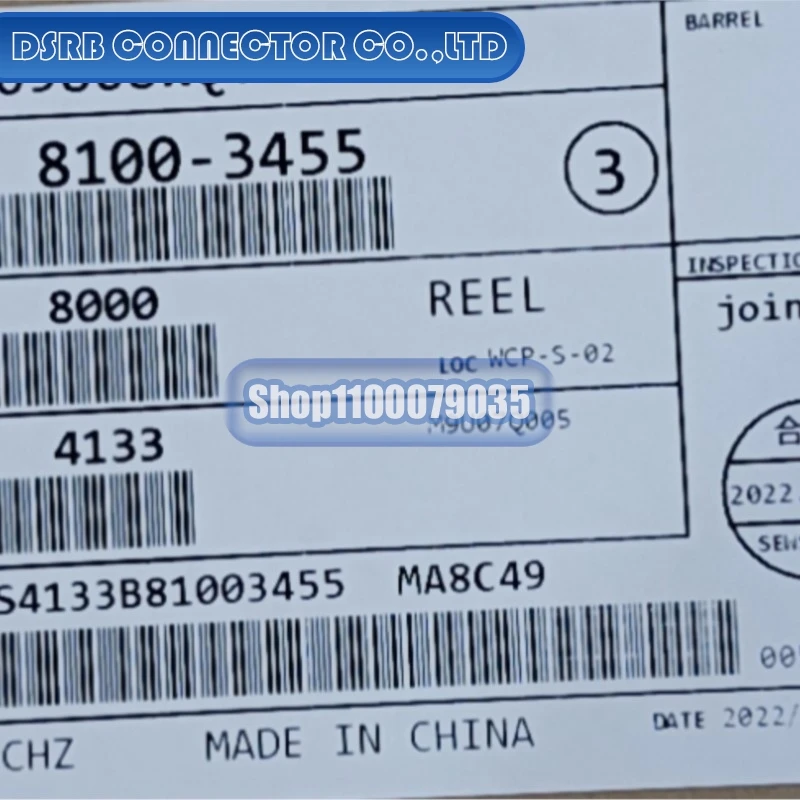 DSRB CONNECTOR CO.,LTD
BARREL
8100-3455
3
INSPECTIO
8000
REEL
join
LOC WCP-S-02
Shop1100079035
4133
合
2022
S4133B81003455 MA8C49
CHZ
MADE IN CHINA
DATE 2022/